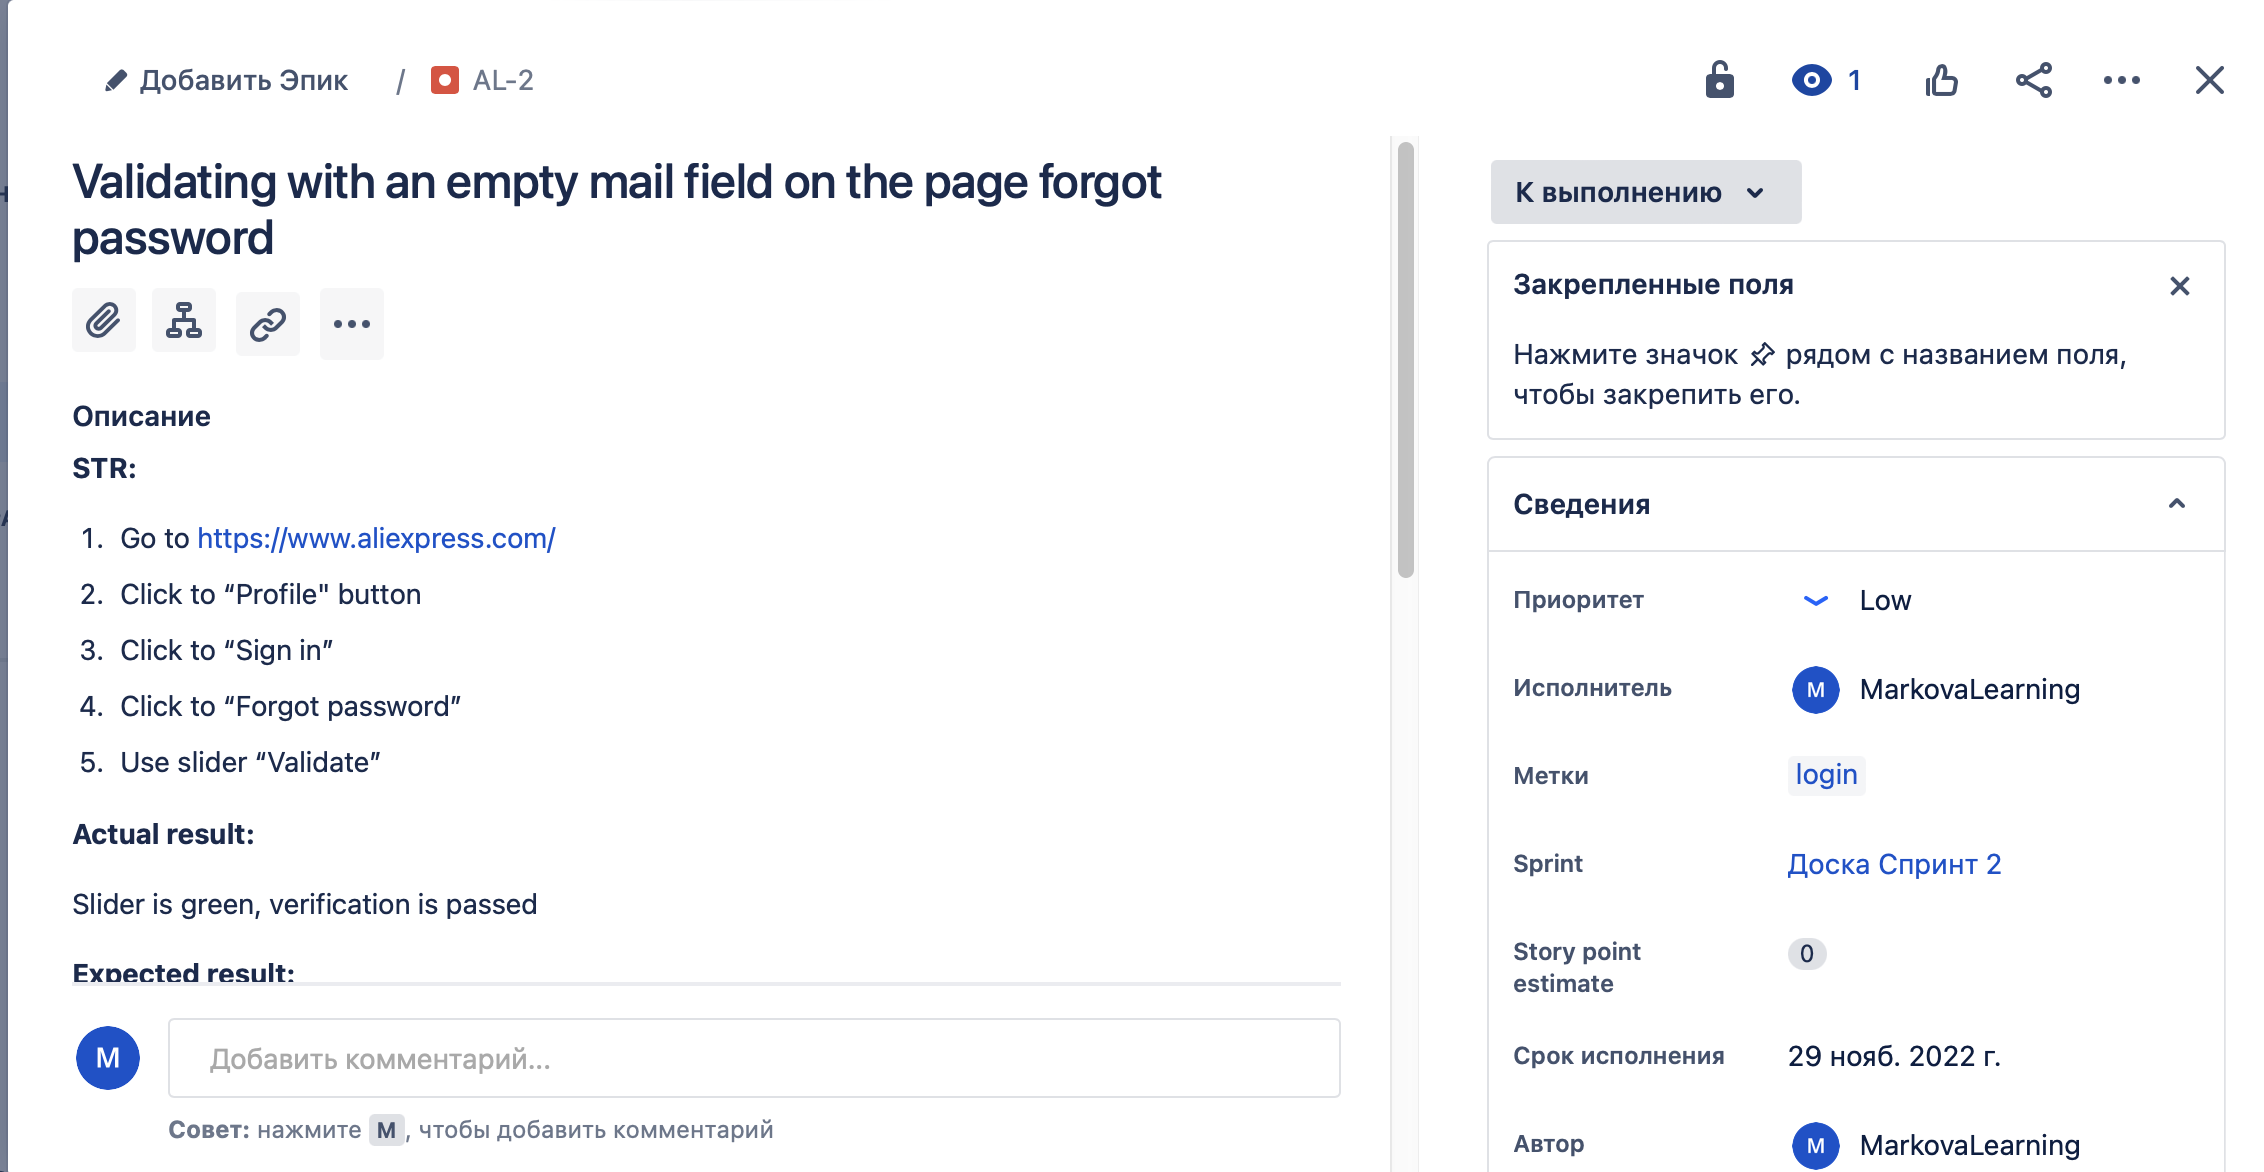 Добавить Эпик / AL-2
1
Validating with an empty mail field on the page forgot
password
Описание
STR:
1. Go to https://www.aliexpress.com/
2. Click to “Profile" button
3. Click to “Sign in”
4. Click to “Forgot password”
5. Use slider “Validate”
Actual result:
Slider is green, verification is passed
Expected result:
M
Добавить комментарий...
Совет: нажмите M, чтобы добавить комментарий
К выполнению
Закрепленные поля
Нажмите значок рядом с названием поля,
чтобы закрепить его.
Сведения
Приоритет Low
Исполнитель M MarkovaLearning
Метки login
Sprint Доска Спринт 2
Story point
estimate 0
Срок исполнения 29 нояб. 2022 г.
Автор M MarkovaLearning